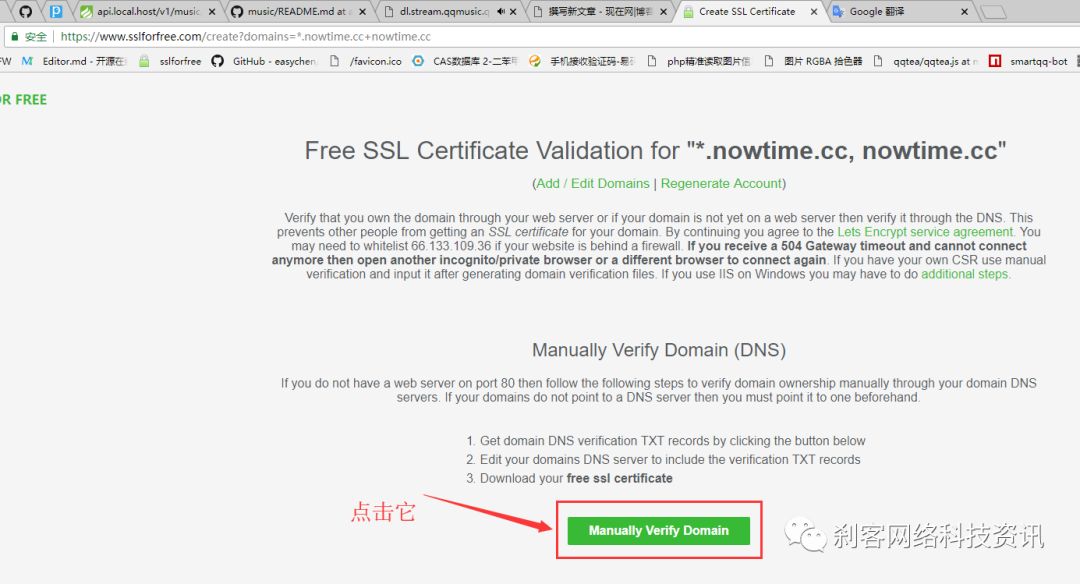 api.local.host/v1/music
music/README.md at
dl.stream.qqmusic.q
撰写新文章 - 现在网|博客
Create SSL Certificate
Google 翻译
安全 https://www.sslforfree.com/create?domains=*.nowtime.cc+nowtime.cc
FW
Editor.md - 开源在
sslforfree
GitHub - easychen
/favicon.ico
CAS数据库 2-二苯甲
手机接收验证码-易
php精准读取图片信
图片 RGBA 拾色器
qqtea/qqtea.js at
smartqq-bot
OR FREE
Free SSL Certificate Validation for "*.nowtime.cc, nowtime.cc"
(Add / Edit Domains | Regenerate Account)
Verify that you own the domain through your web server or if your domain is not yet on a web server then verify it through the DNS. This
prevents other people from getting an SSL certificate for your domain. By continuing you agree to the Lets Encrypt service agreement. You
may need to whitelist 66.133.109.36 if your website is behind a firewall. If you receive a 504 Gateway timeout and cannot connect
anymore then open another incognito/private browser or a different browser to connect again. If you have your own CSR use manual
verification and input it after generating domain verification files. If you use IIS on Windows you may have to do additional steps.
Manually Verify Domain (DNS)
If you do not have a web server on port 80 then follow the following steps to verify domain ownership manually through your domain DNS
servers. If your domains do not point to a DNS server then you must point it to one beforehand.
1. Get domain DNS verification TXT records by clicking the button below
2. Edit your domains DNS server to include the verification TXT records
3. Download your free ssl certificate
点击它
Manually Verify Domain
刹客网络科技资讯